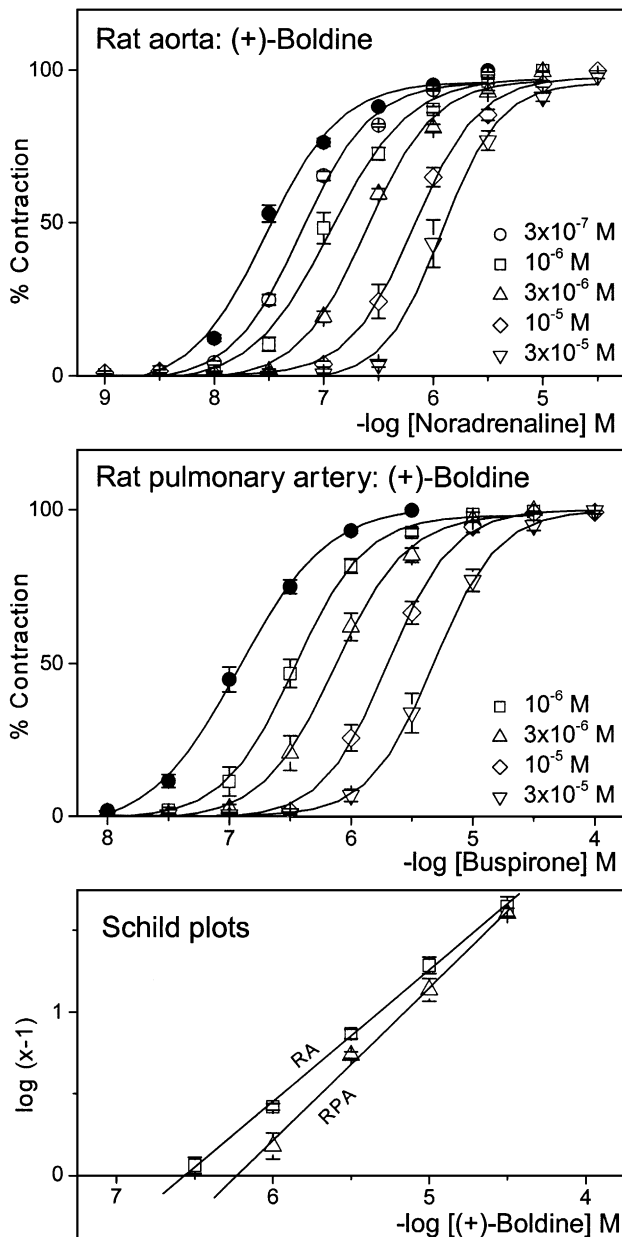 Rat aorta: (+)-Boldine
100
50
0
% Contraction
3x10⁻⁷ M
10⁻⁶ M
3x10⁻⁶ M
10⁻⁵ M
3x10⁻⁵ M
9 8 7 6 5
-log [Noradrenaline] M
Rat pulmonary artery: (+)-Boldine
100
50
0
% Contraction
10⁻⁶ M
3x10⁻⁶ M
10⁻⁵ M
3x10⁻⁵ M
8 7 6 5 4
-log [Buspirone] M
Schild plots
1
0
log (x-1)
RA
RPA
7 6 5 4
-log [(+)-Boldine] M